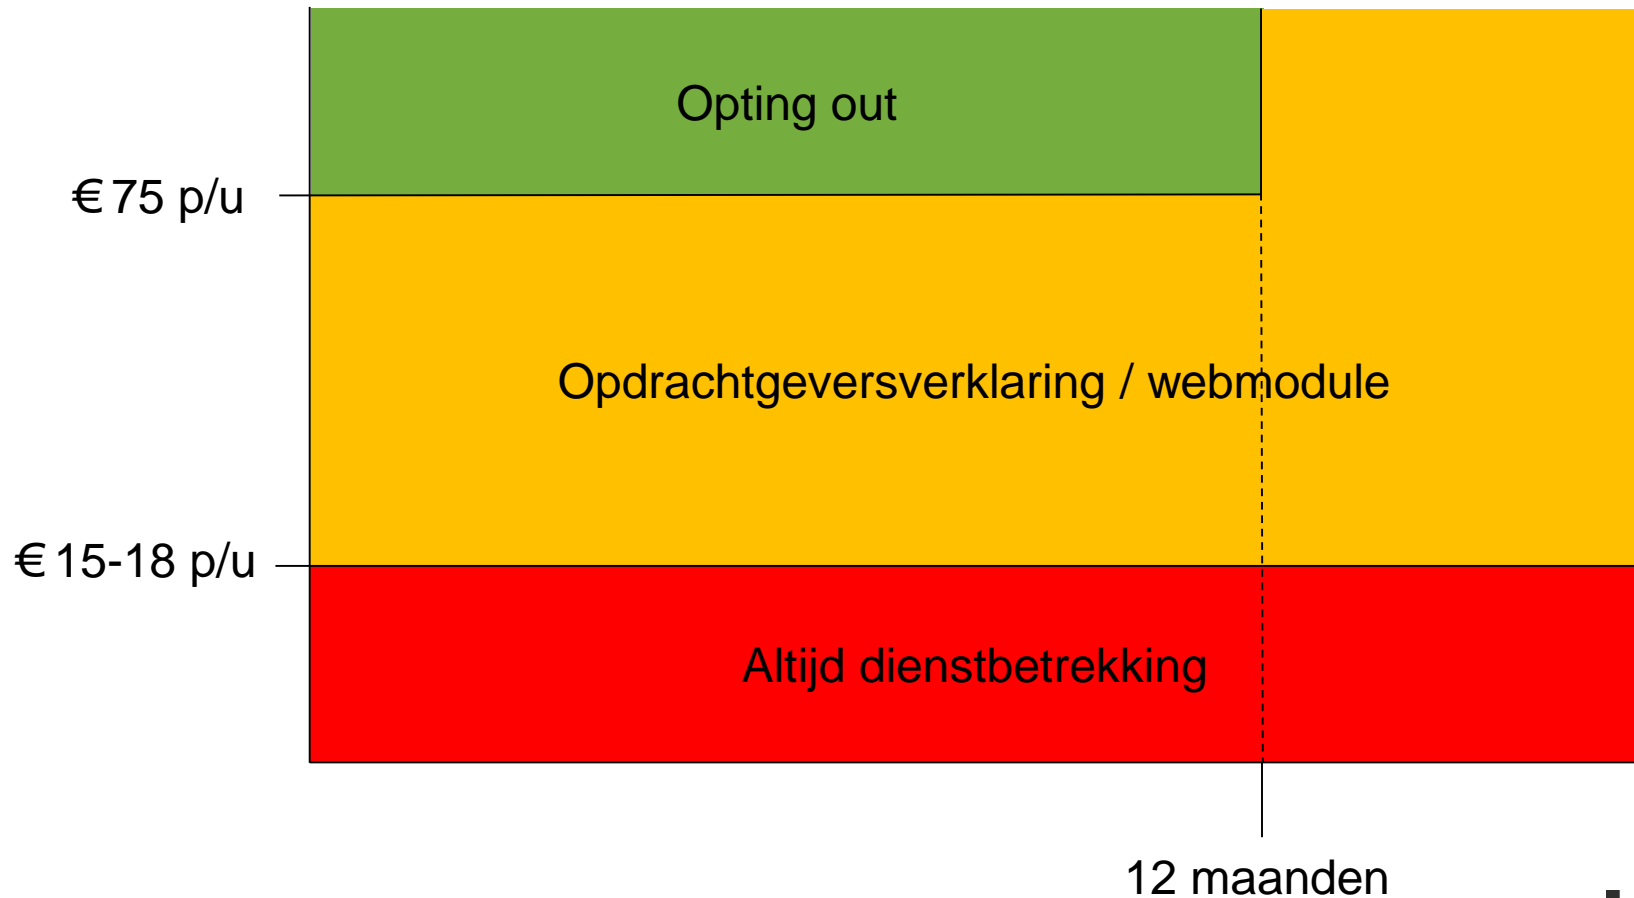 Opting out
€ 75 p/u
Opdrachtgeversverklaring / webmodule
€ 15-18 p/u
Altijd dienstbetrekking
12 maanden